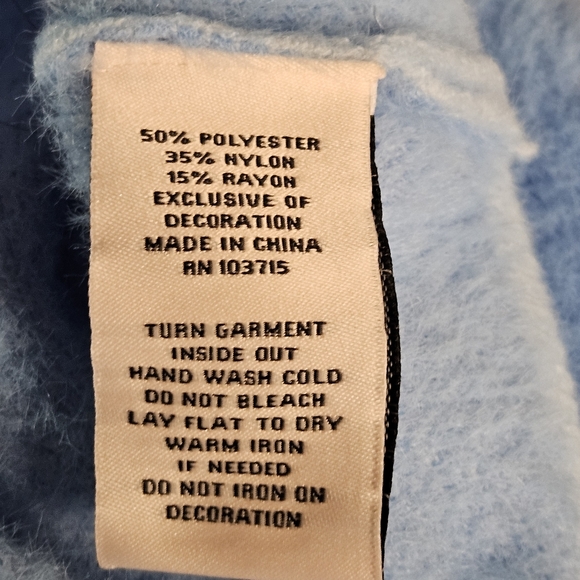 50% POLYESTER
35% NYLON
15% RAYON
EXCLUSIVE OF
DECORATION
MADE IN CHINA
RN 103715
TURN GARMENT
INSIDE OUT
HAND WASH COLD
DO NOT BLEACH
LAY FLAT TO DRY
WARM IRON
IF NEEDED
DO NOT IRON ON
DECORATION